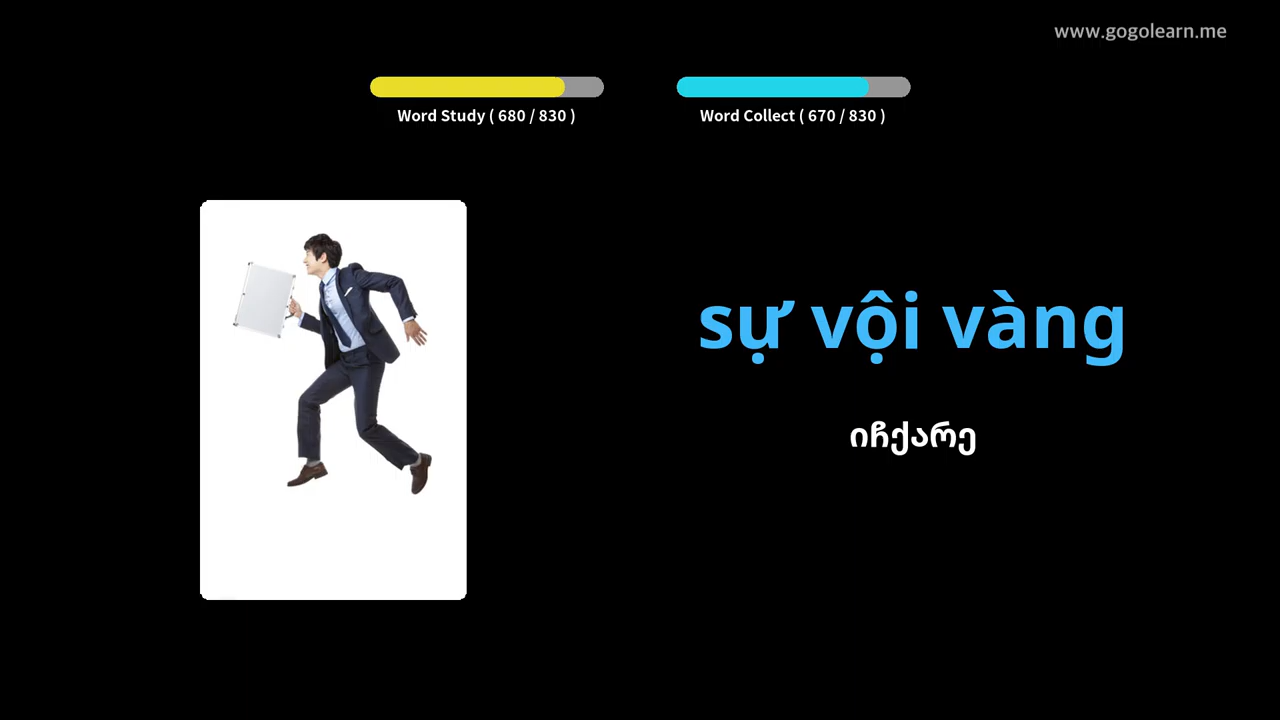 www.gogolearn.me
Word Study ( 680 / 830 )
Word Collect ( 670 / 830 )
sự vội vàng
იჩქარე